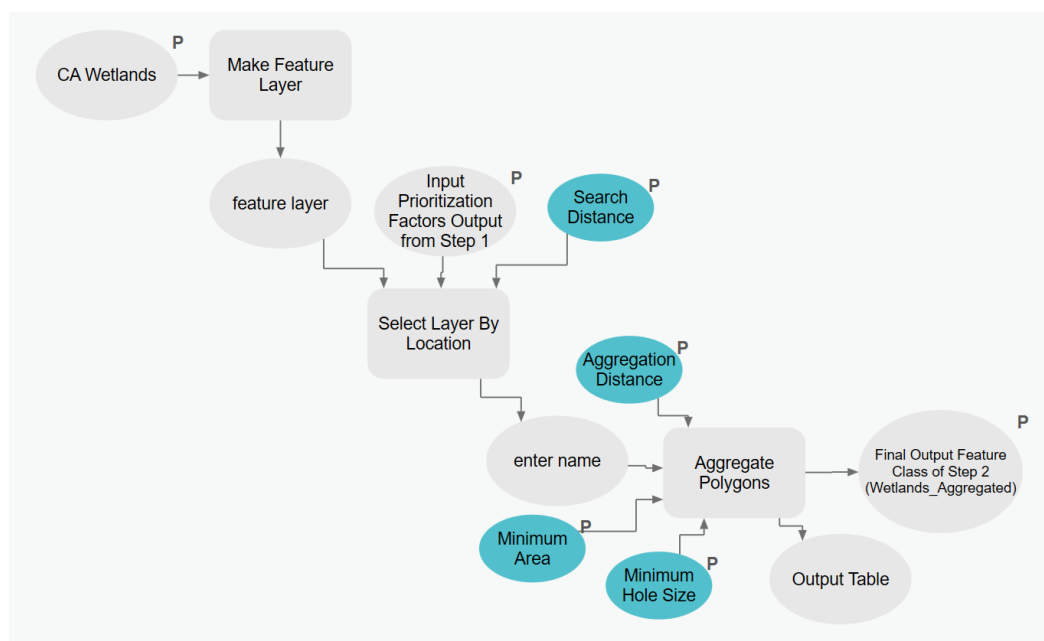 P
CA Wetlands
Make Feature
Layer
feature layer
P
Input
Prioritization
Factors Output
from Step 1
P
Search
Distance
Select Layer By
Location
P
Aggregation
Distance
enter name
Aggregate
Polygons
P
Final Output Feature
Class of Step 2
(Wetlands_Aggregated)
P
Minimum
Area
P
Minimum
Hole Size
Output Table